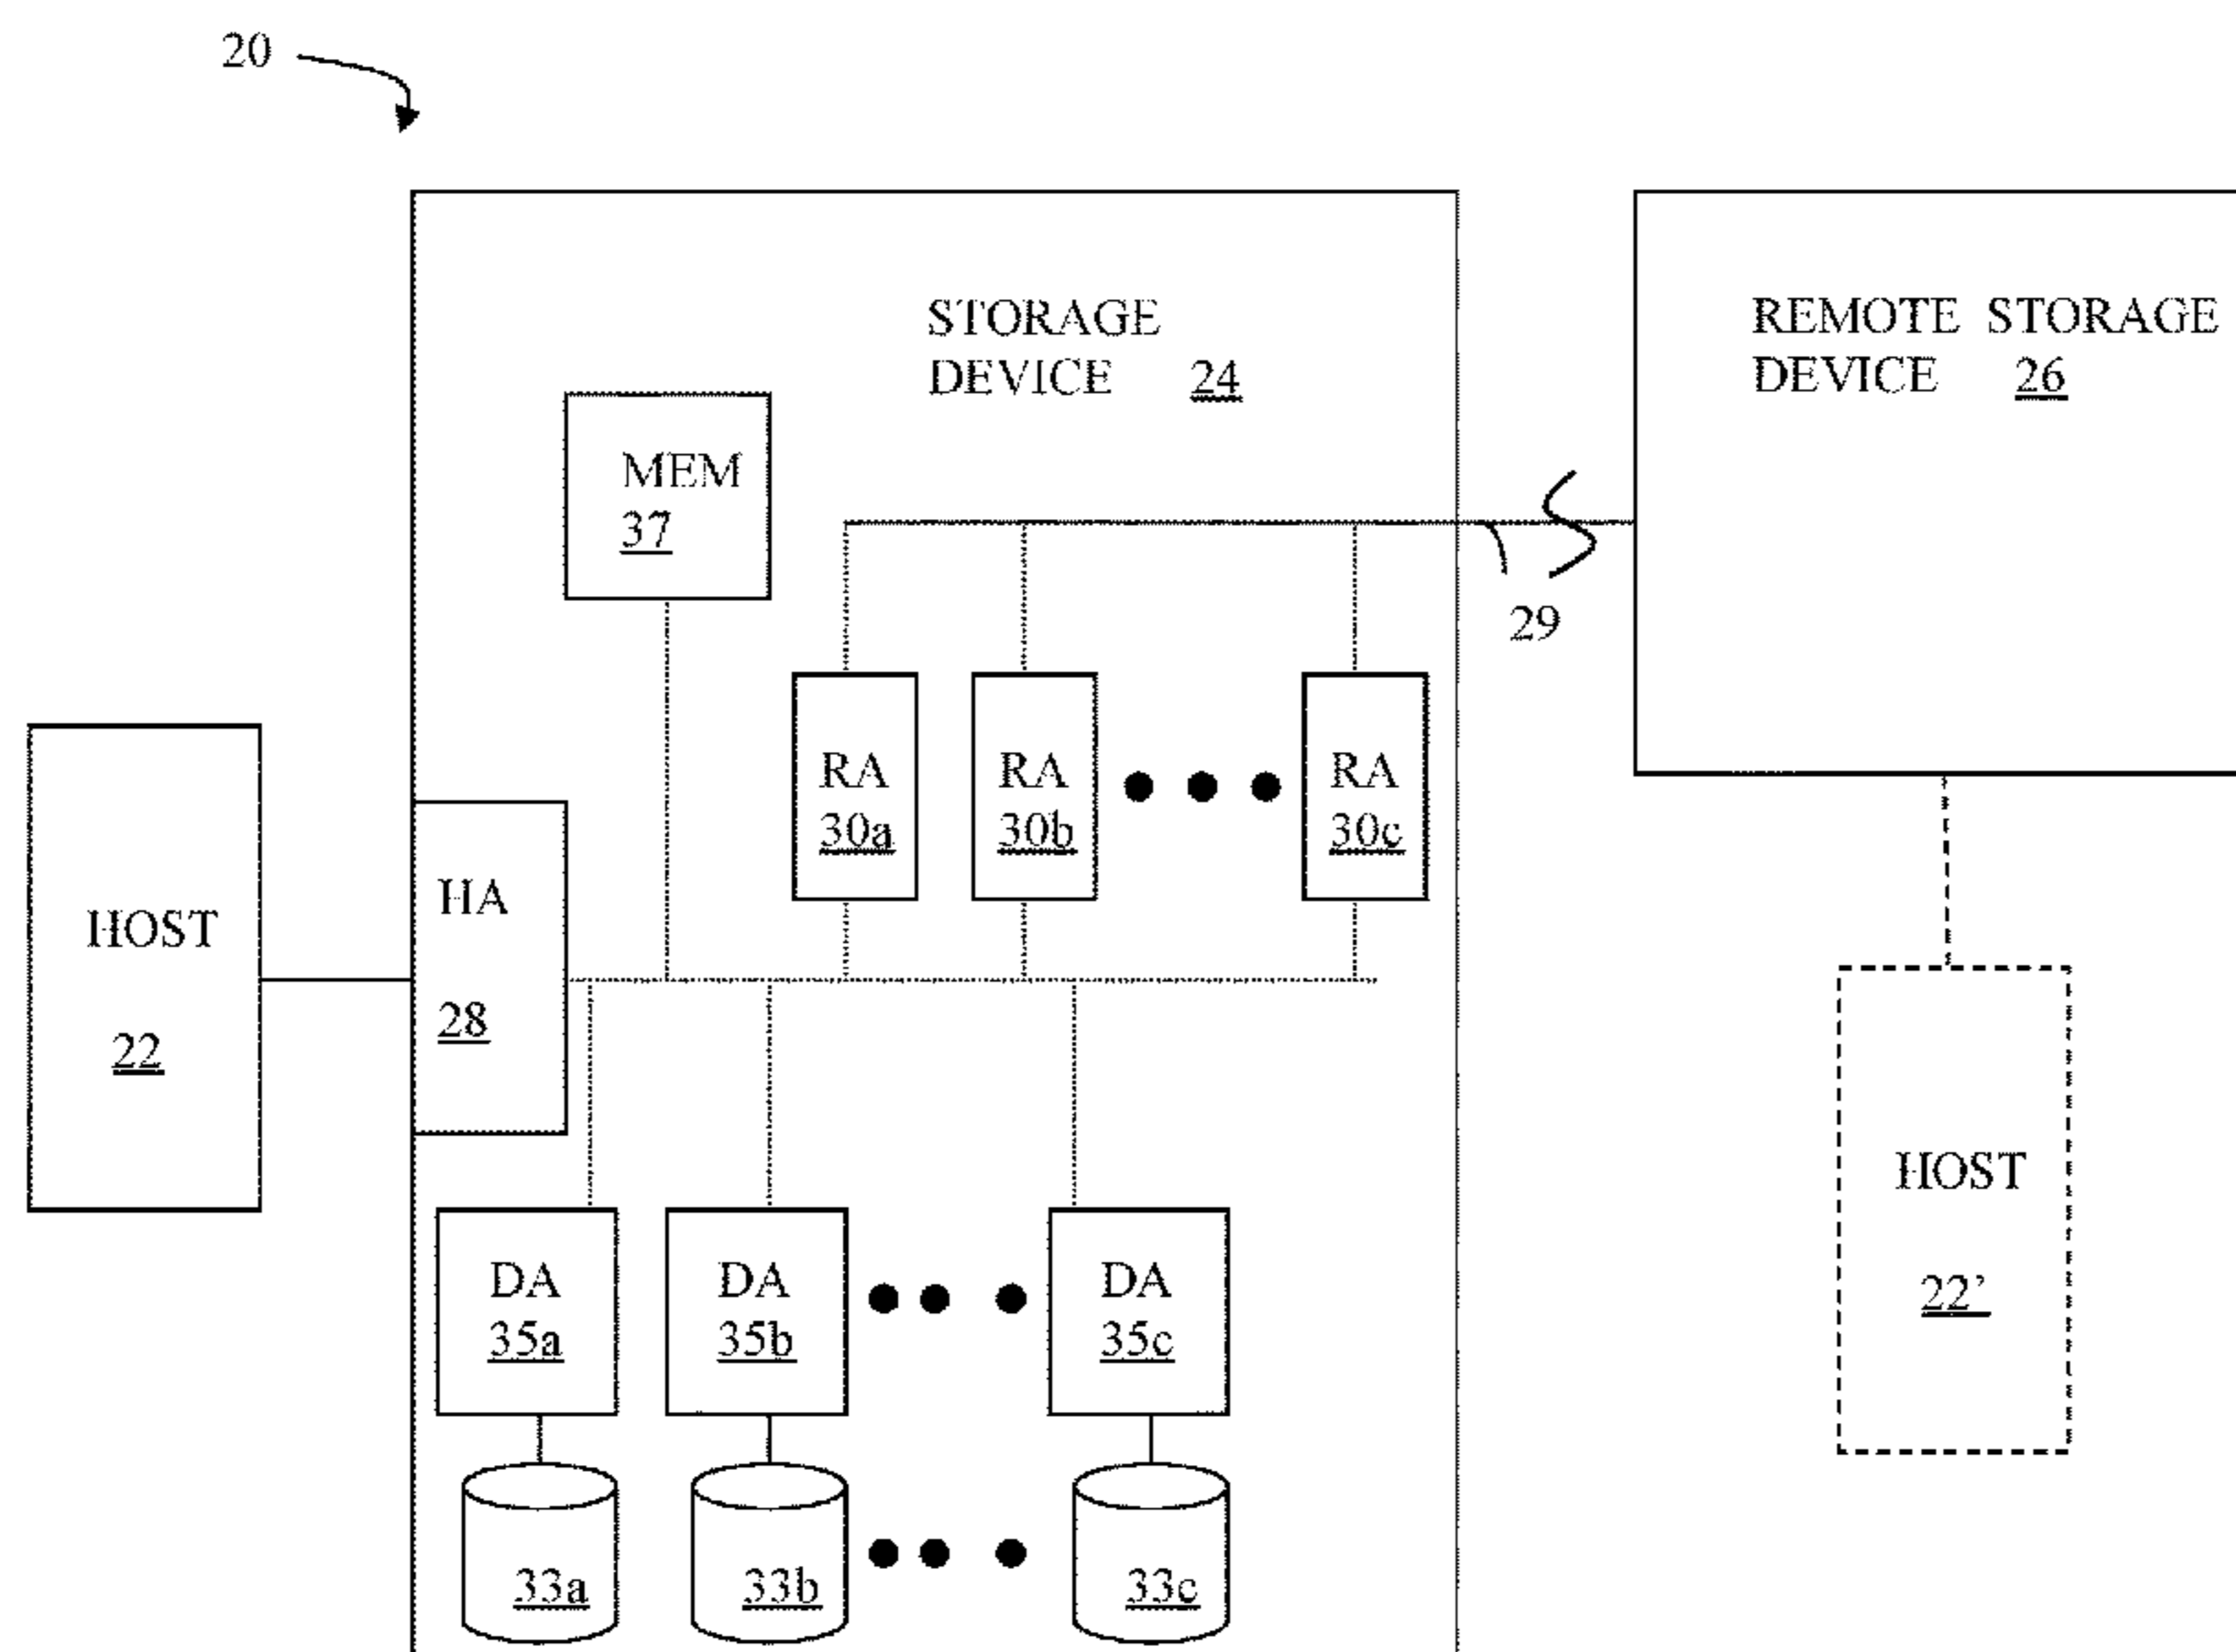 20
STORAGE
DEVICE 24
REMOTE STORAGE
DEVICE 26
MEM
37
29
RA
30a
RA
30b
RA
30c
HOST
22
HA
28
HOST
22’
DA
35a
DA
35b
DA
35c
33a
33b
33c